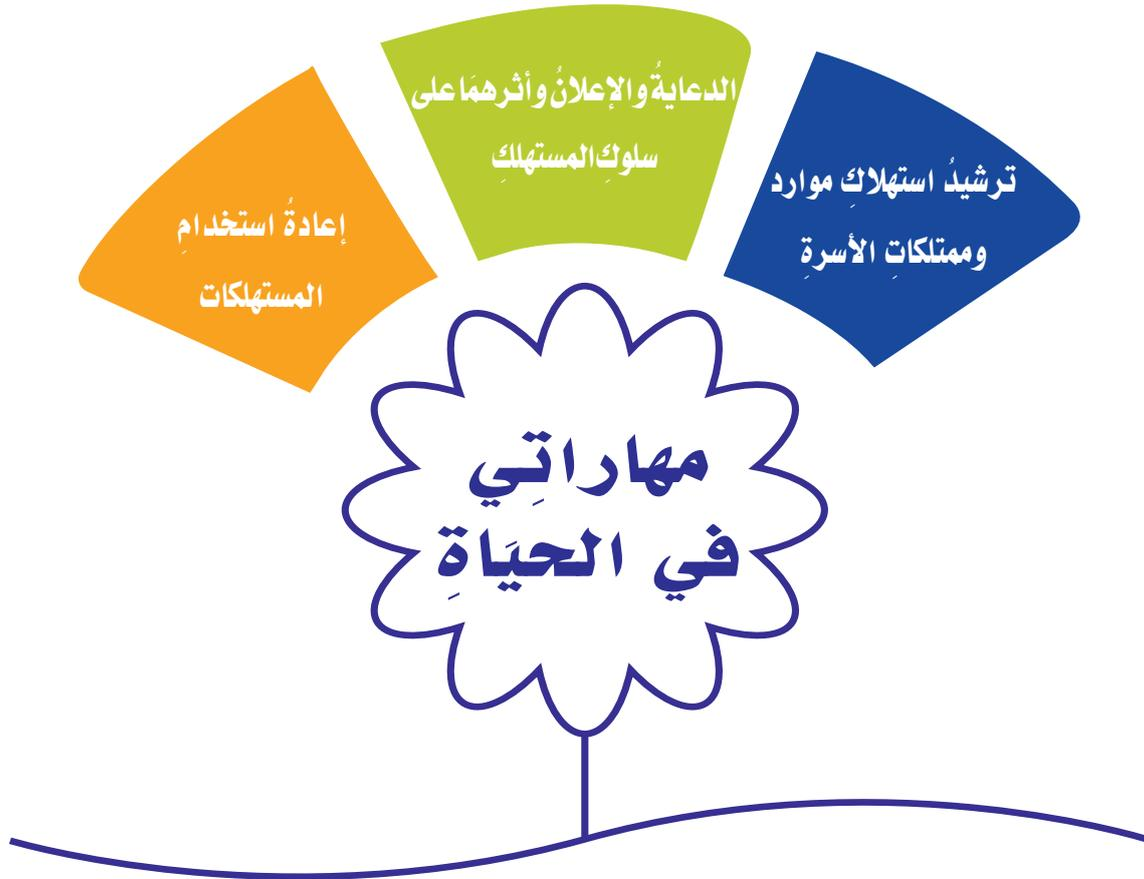 ترشيدُ استهلاكِ موارد
وممتلكاتِ الأسرةِ
الدعايةُ والإعلانُ وأثرهمَا على
سلوكِ المستهلكِ
إعادةُ استخدامِ
المستهلكات
مهاراتِي
في الحيَاةِ